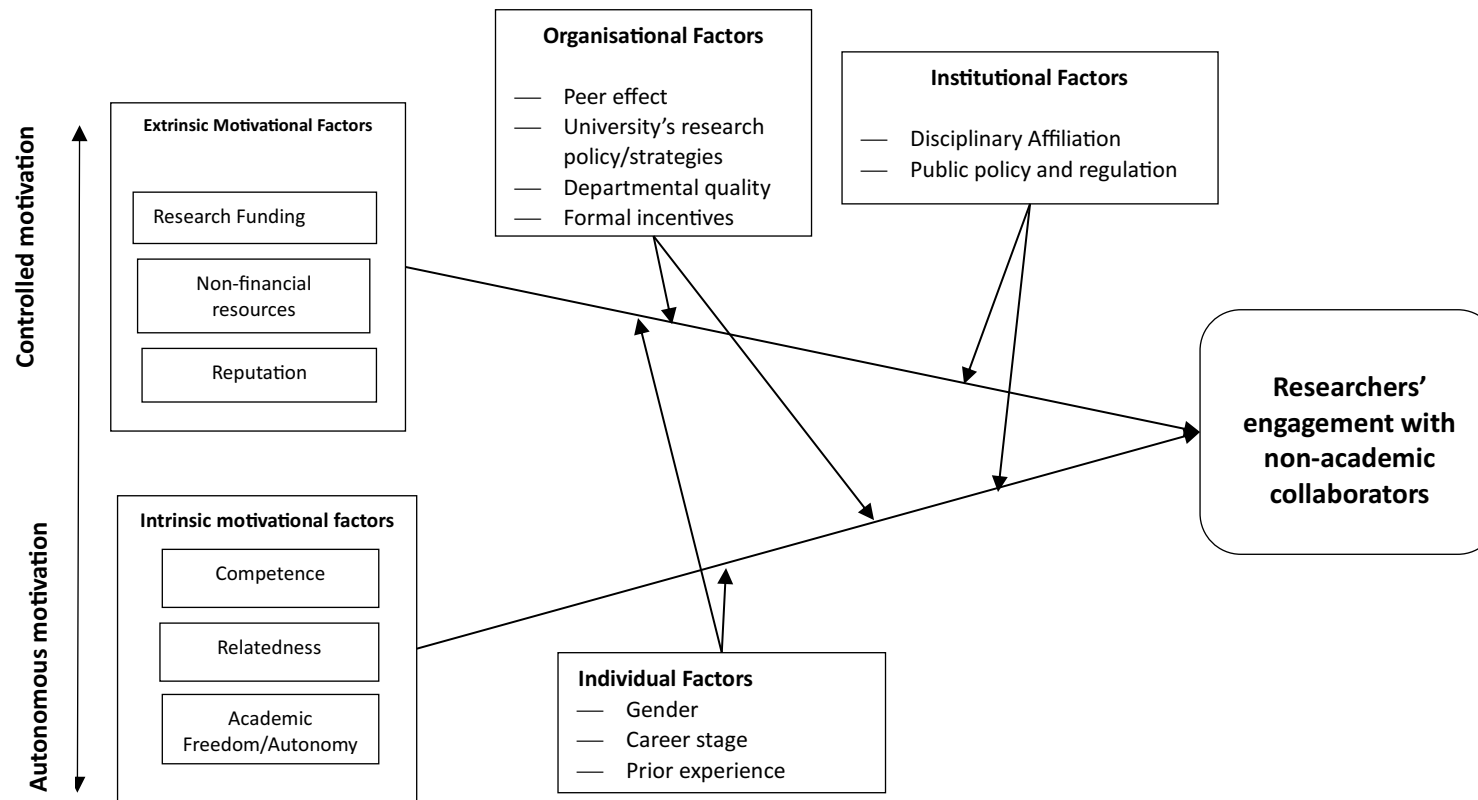 Controlled motivation
Autonomous motivation
Extrinsic Motivational Factors
Research Funding
Non-financial
resources
Reputation
Intrinsic motivational factors
Competence
Relatedness
Academic
Freedom/Autonomy
Organisational Factors
— Peer effect
— University’s research
policy/strategies
— Departmental quality
— Formal incentives
Institutional Factors
— Disciplinary Affiliation
— Public policy and regulation
Individual Factors
— Gender
— Career stage
— Prior experience
Researchers’
engagement with
non-academic
collaborators